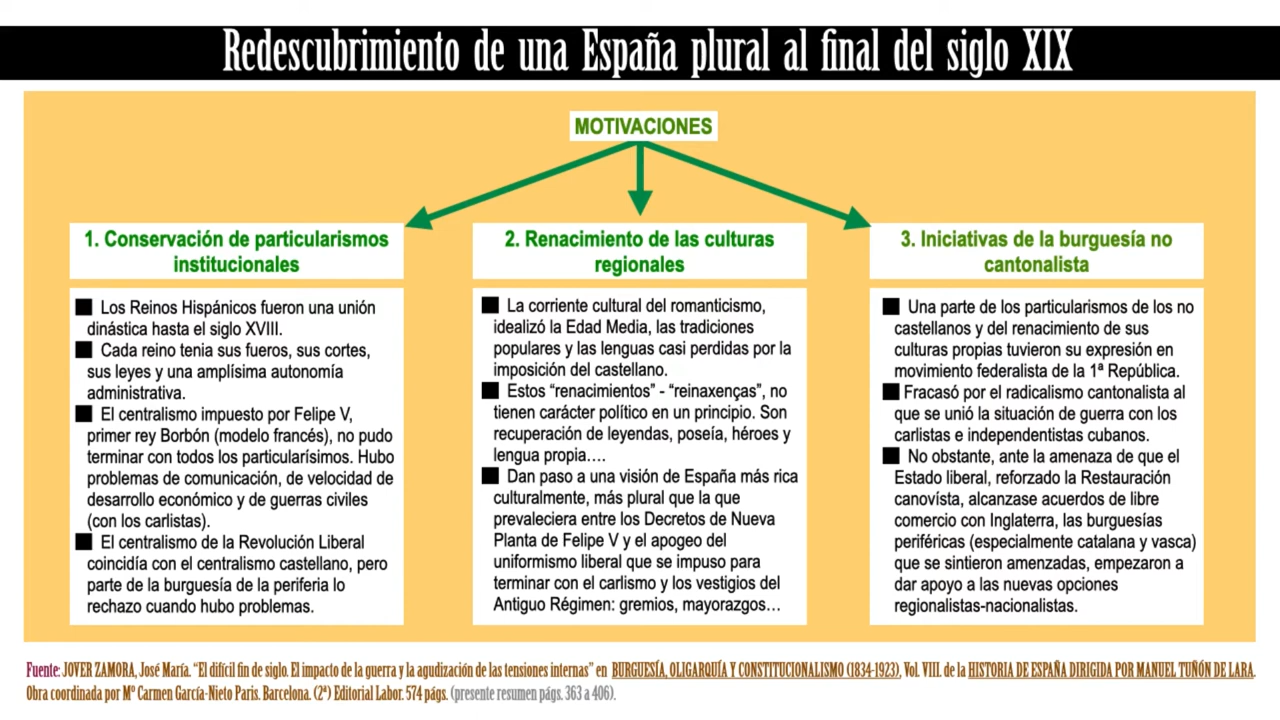 Redescubrimiento de una España plural al final del siglo XIX
MOTIVACIONES
1. Conservación de particularismos
institucionales
■ Los Reinos Hispánicos fueron una unión
dinástica hasta el siglo XVIII.
■ Cada reino tenia sus fueros, sus cortes,
sus leyes y una amplísima autonomía
administrativa.
■ El centralismo impuesto por Felipe V,
primer rey Borbón (modelo francés), no pudo
terminar con todos los particularísimos. Hubo
problemas de comunicación, de velocidad de
desarrollo económico y de guerras civiles
(con los carlistas).
■ El centralismo de la Revolución Liberal
coincidía con el centralismo castellano, pero
parte de la burguesía de la periferia lo
rechazo cuando hubo problemas.
2. Renacimiento de las culturas
regionales
■ La corriente cultural del romanticismo,
idealizó la Edad Media, las tradiciones
populares y las lenguas casi perdidas por la
imposición del castellano.
■ Estos “renacimientos” - “reinaxenças”, no
tienen carácter político en un principio. Son
recuperación de leyendas, poseía, héroes y
lengua propia….
■ Dan paso a una visión de España más rica
culturalmente, más plural que la que
prevaleciera entre los Decretos de Nueva
Planta de Felipe V y el apogeo del
uniformismo liberal que se impuso para
terminar con el carlismo y los vestigios del
Antiguo Régimen: gremios, mayorazgos…
3. Iniciativas de la burguesía no
cantonalista
■ Una parte de los particularismos de los no
castellanos y del renacimiento de sus
culturas propias tuvieron su expresión en
movimiento federalista de la 1ª República.
■ Fracasó por el radicalismo cantonalista al
que se unió la situación de guerra con los
carlistas e independentistas cubanos.
■ No obstante, ante la amenaza de que el
Estado liberal, reforzado la Restauración
canovísta, alcanzase acuerdos de libre
comercio con Inglaterra, las burguesías
periféricas (especialmente catalana y vasca)
que se sintieron amenzadas, empezaron a
dar apoyo a las nuevas opciones
regionalistas-nacionalistas.
Fuente: JOVER ZAMORA, José María. “El difícil fin de siglo. El impacto de la guerra y la agudización de las tensiones internas” en BURGUESÍA, OLIGARQUÍA Y CONSTITUCIONALISMO (1834-1923), Vol. VIII. de la HISTORIA DE ESPAÑA DIRIGIDA POR MANUEL TUÑÓN DE LARA.
Obra coordinada por Mº Carmen García-Nieto Paris. Barcelona. (2ª) Editorial Labor. 574 págs. (presente resumen págs. 363 a 406).